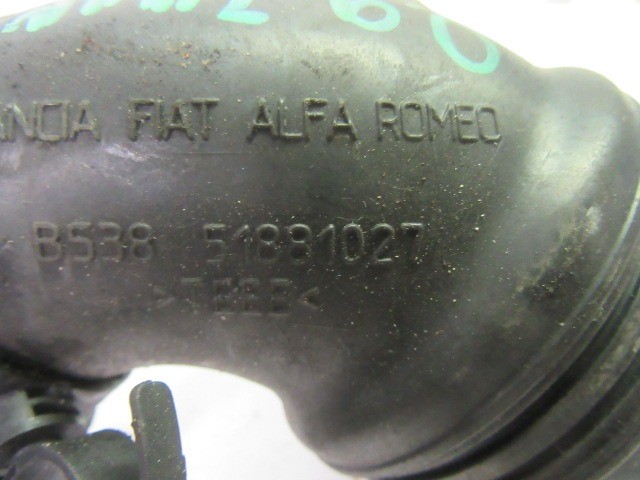 ANCIA FIAT ALFA ROMEO
B538 51881027
>TEEE<